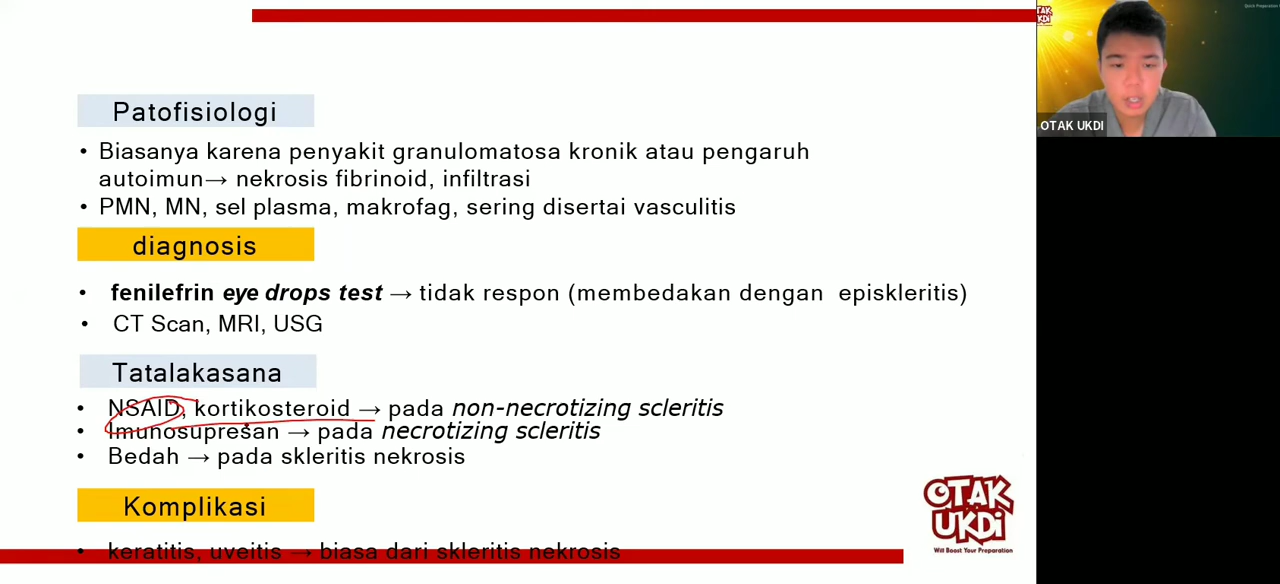 Patofisiologi
• Biasanya karena penyakit granulomatosa kronik atau pengaruh
autoimun→ nekrosis fibrinoid, infiltrasi
• PMN, MN, sel plasma, makrofag, sering disertai vasculitis
diagnosis
• fenilefrin eye drops test → tidak respon (membedakan dengan episkleritis)
• CT Scan, MRI, USG
Tatalakasana
• NSAID, kortikosteroid → pada non-necrotizing scleritis
• Imunosupresan → pada necrotizing scleritis
• Bedah → pada skleritis nekrosis
Komplikasi
• keratitis, uveitis → biasa dari skleritis nekrosis
OTAK
UKDI
Will Boost Your Preparation
TAK
UKDI
OTAK UKDI